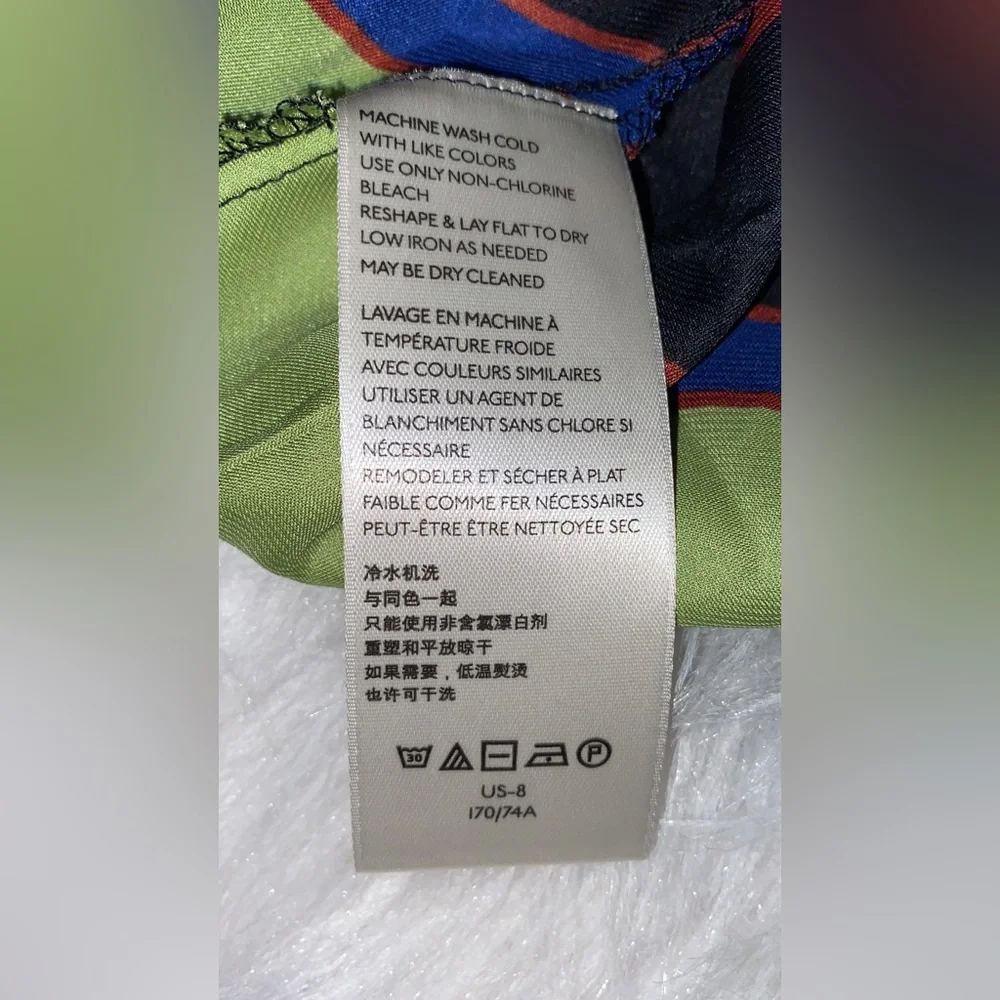 MACHINE WASH COLD
WITH LIKE COLORS
USE ONLY NON-CHLORINE
BLEACH
RESHAPE & LAY FLAT TO DRY
LOW IRON AS NEEDED
MAY BE DRY CLEANED
LAVAGE EN MACHINE À
TEMPÉRATURE FROIDE
AVEC COULEURS SIMILAIRES
UTILISER UN AGENT DE
BLANCHIMENT SANS CHLORE SI
NÉCESSAIRE
REMODELER ET SÉCHER À PLAT
FAIBLE COMME FER NÉCESSAIRES
PEUT-ÊTRE ÊTRE NETTOYÉE SEC
冷水机洗
与同色一起
只能使用非含氯漂白剂
重塑和平放晾干
如果需要，低温熨烫
也许可干洗
30 P
US-8
170/74A